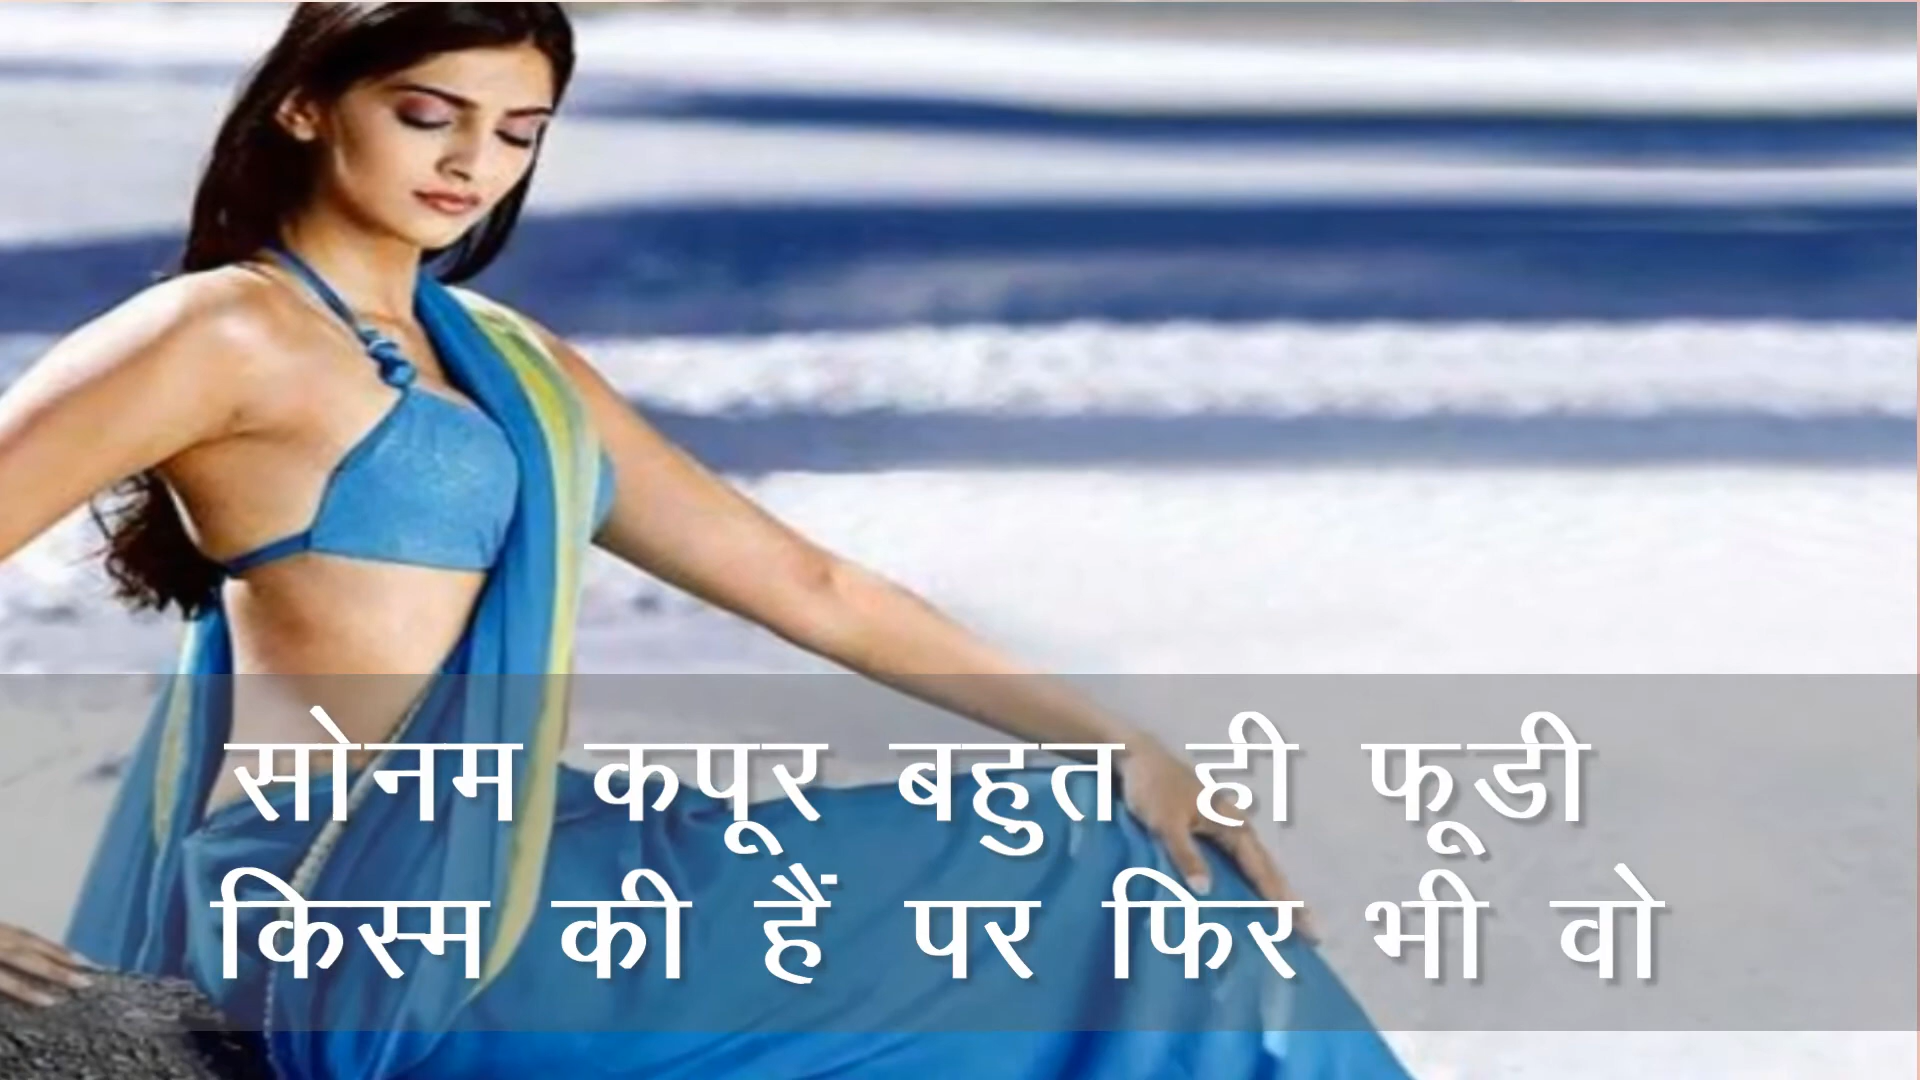 सोनम कपूर बहुत ही फूडी
किस्म की हैं पर फिर भी वो